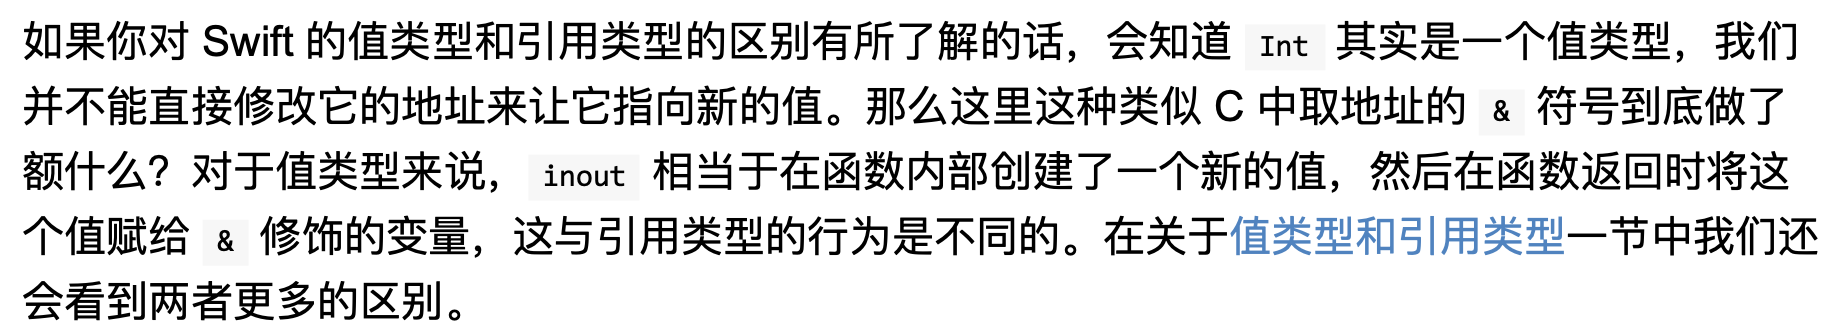 如果你对 Swift 的值类型和引用类型的区别有所了解的话，会知道 Int 其实是一个值类型，我们
并不能直接修改它的地址来让它指向新的值。那么这里这种类似 C 中取地址的 & 符号到底做了
额什么？对于值类型来说，inout 相当于在函数内部创建了一个新的值，然后在函数返回时将这
个值赋给 & 修饰的变量，这与引用类型的行为是不同的。在关于值类型和引用类型一节中我们还
会看到两者更多的区别。